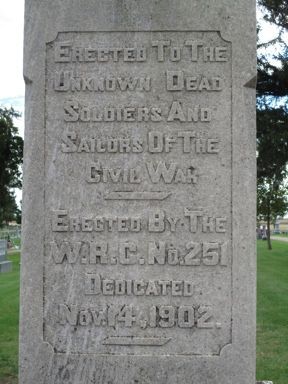 Erected To The
Unknown Dead
Soldiers And
Sailors Of The
Civil War
Erected By The
W.R.C. No. 251
Dedicated
Nov. 14, 1902.